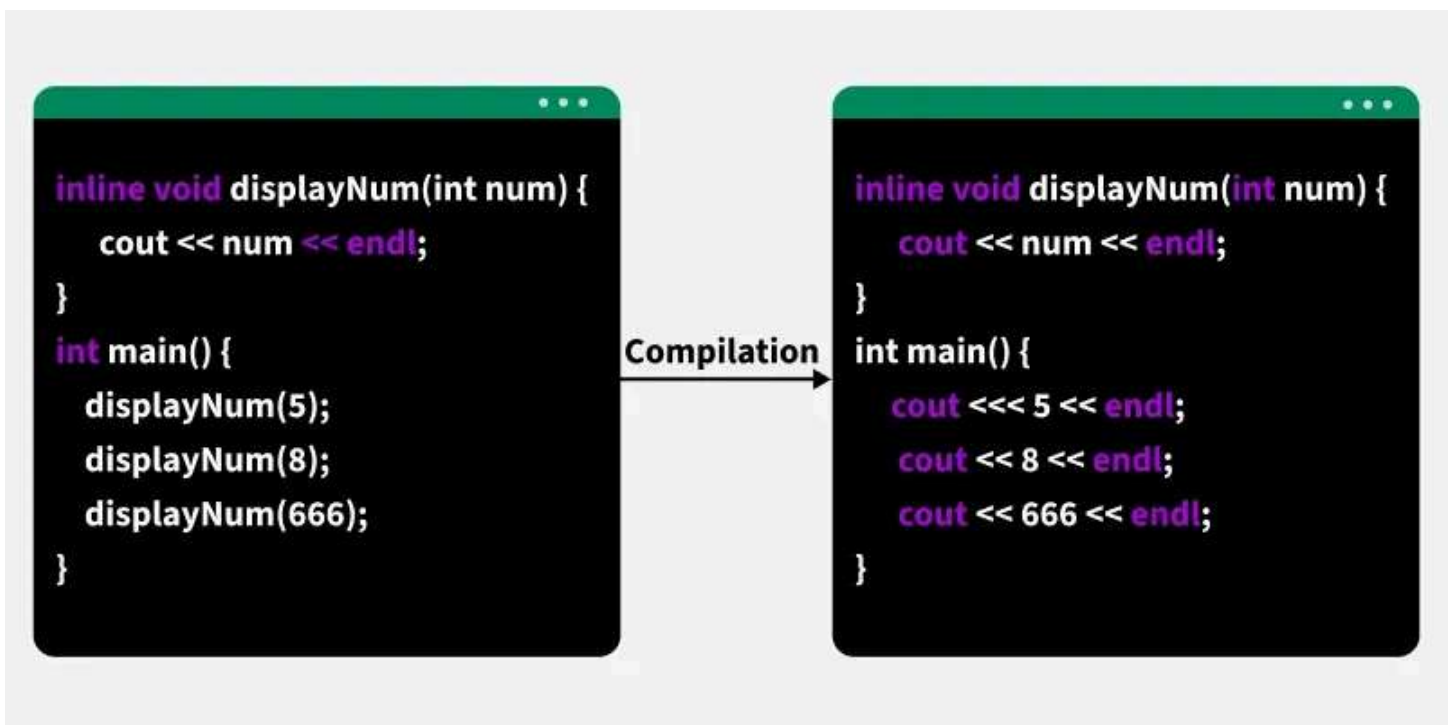 inline void displayNum(int num) {
cout << num << endl;
}
int main() {
displayNum(5);
displayNum(8);
displayNum(666);
}
Compilation
inline void displayNum(int num) {
cout << num << endl;
}
int main() {
cout <<< 5 << endl;
cout << 8 << endl;
cout << 666 << endl;
}